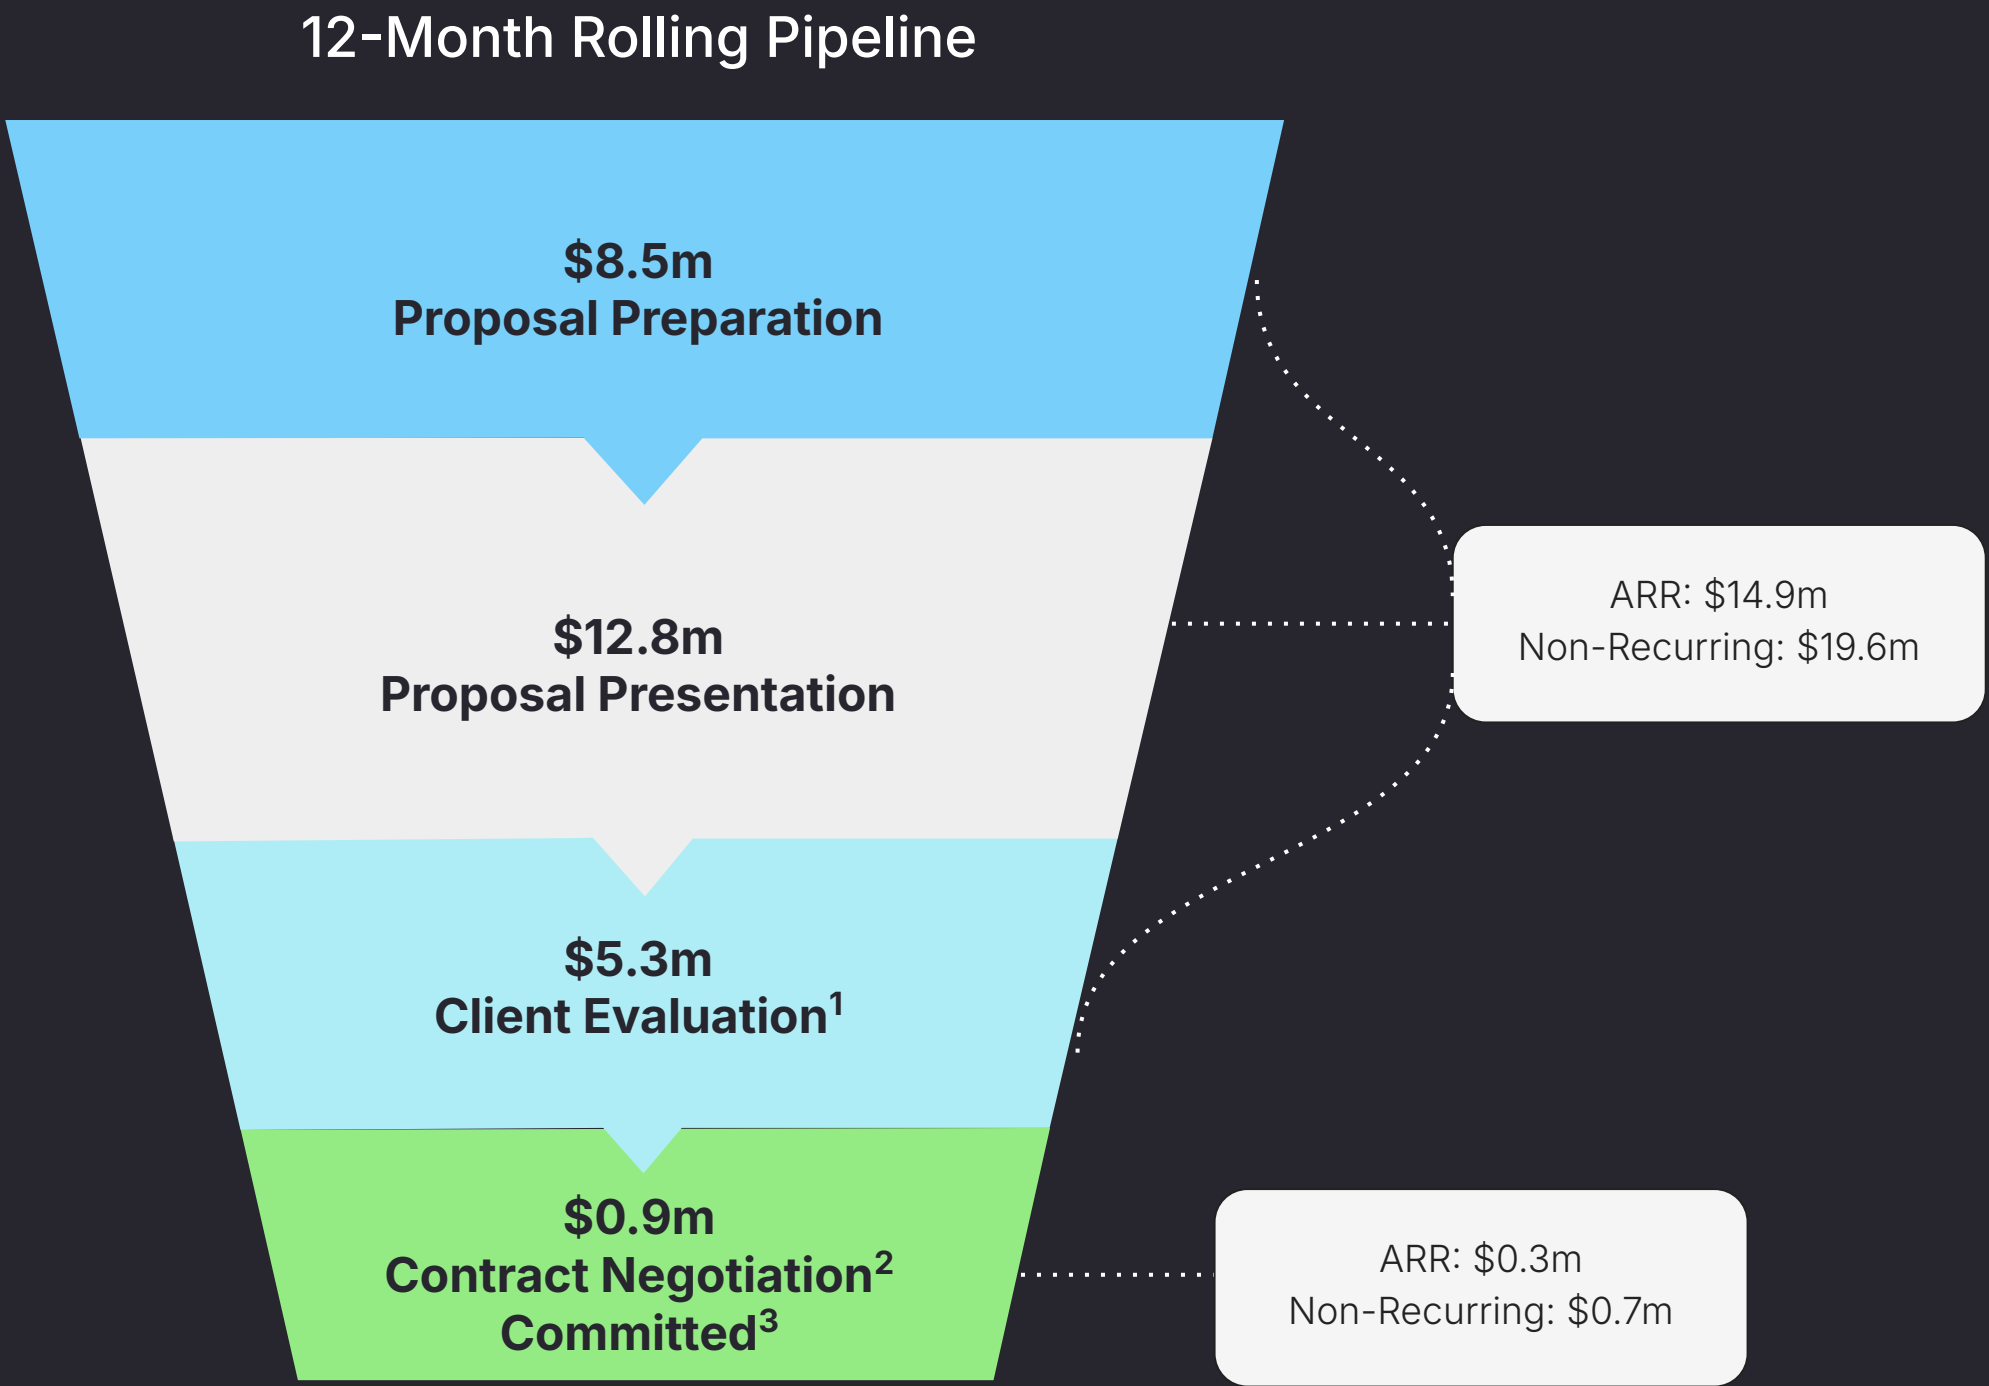 12-Month Rolling Pipeline
$8.5m
Proposal Preparation
$12.8m
Proposal Presentation
ARR: $14.9m
Non-Recurring: $19.6m
$5.3m
Client Evaluation¹
$0.9m
Contract Negotiation²
Committed³
ARR: $0.3m
Non-Recurring: $0.7m